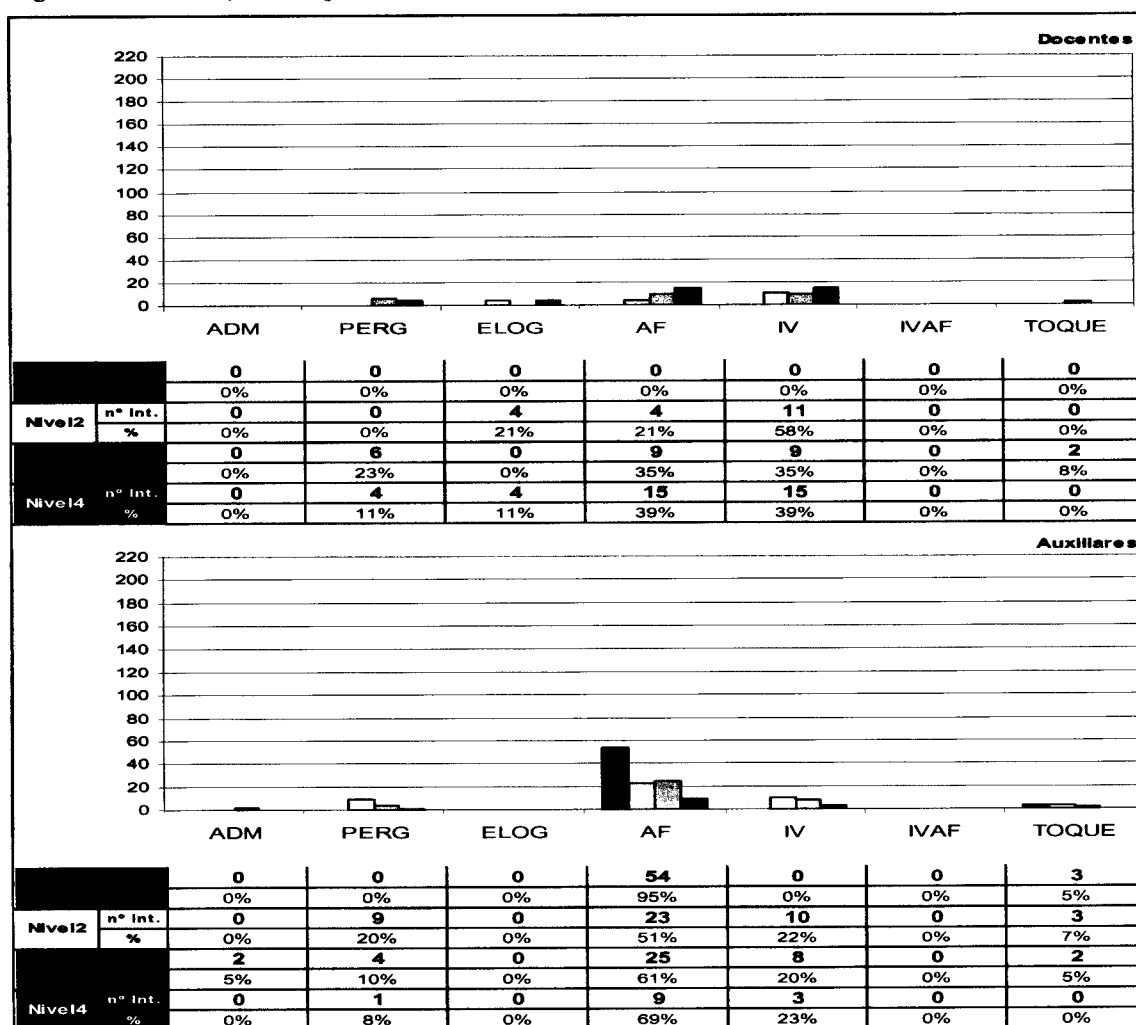 Docentes
220
200
180
160
140
120
100
80
60
40
20
0
ADM PERG ELOG AF IV IVAF TOQUE
0 0 0 0 0 0 0
0% 0% 0% 0% 0% 0% 0%
Nivel2 nº Int. 0 0 4 4 11 0 0
% 0% 0% 21% 21% 58% 0% 0%
0 6 0 9 9 0 2
0% 23% 0% 35% 35% 0% 8%
Nivel4 nº Int. 0 4 4 15 15 0 0
% 0% 11% 11% 39% 39% 0% 0%
Auxiliares
220
200
180
160
140
120
100
80
60
40
20
0
ADM PERG ELOG AF IV IVAF TOQUE
0 0 0 54 0 0 3
0% 0% 0% 95% 0% 0% 5%
Nivel2 nº Int. 0 9 0 23 10 0 3
% 0% 20% 0% 51% 22% 0% 7%
2 4 0 25 8 0 2
5% 10% 0% 61% 20% 0% 5%
Nivel4 nº Int. 0 1 0 9 3 0 0
% 0% 8% 0% 69% 23% 0% 0%